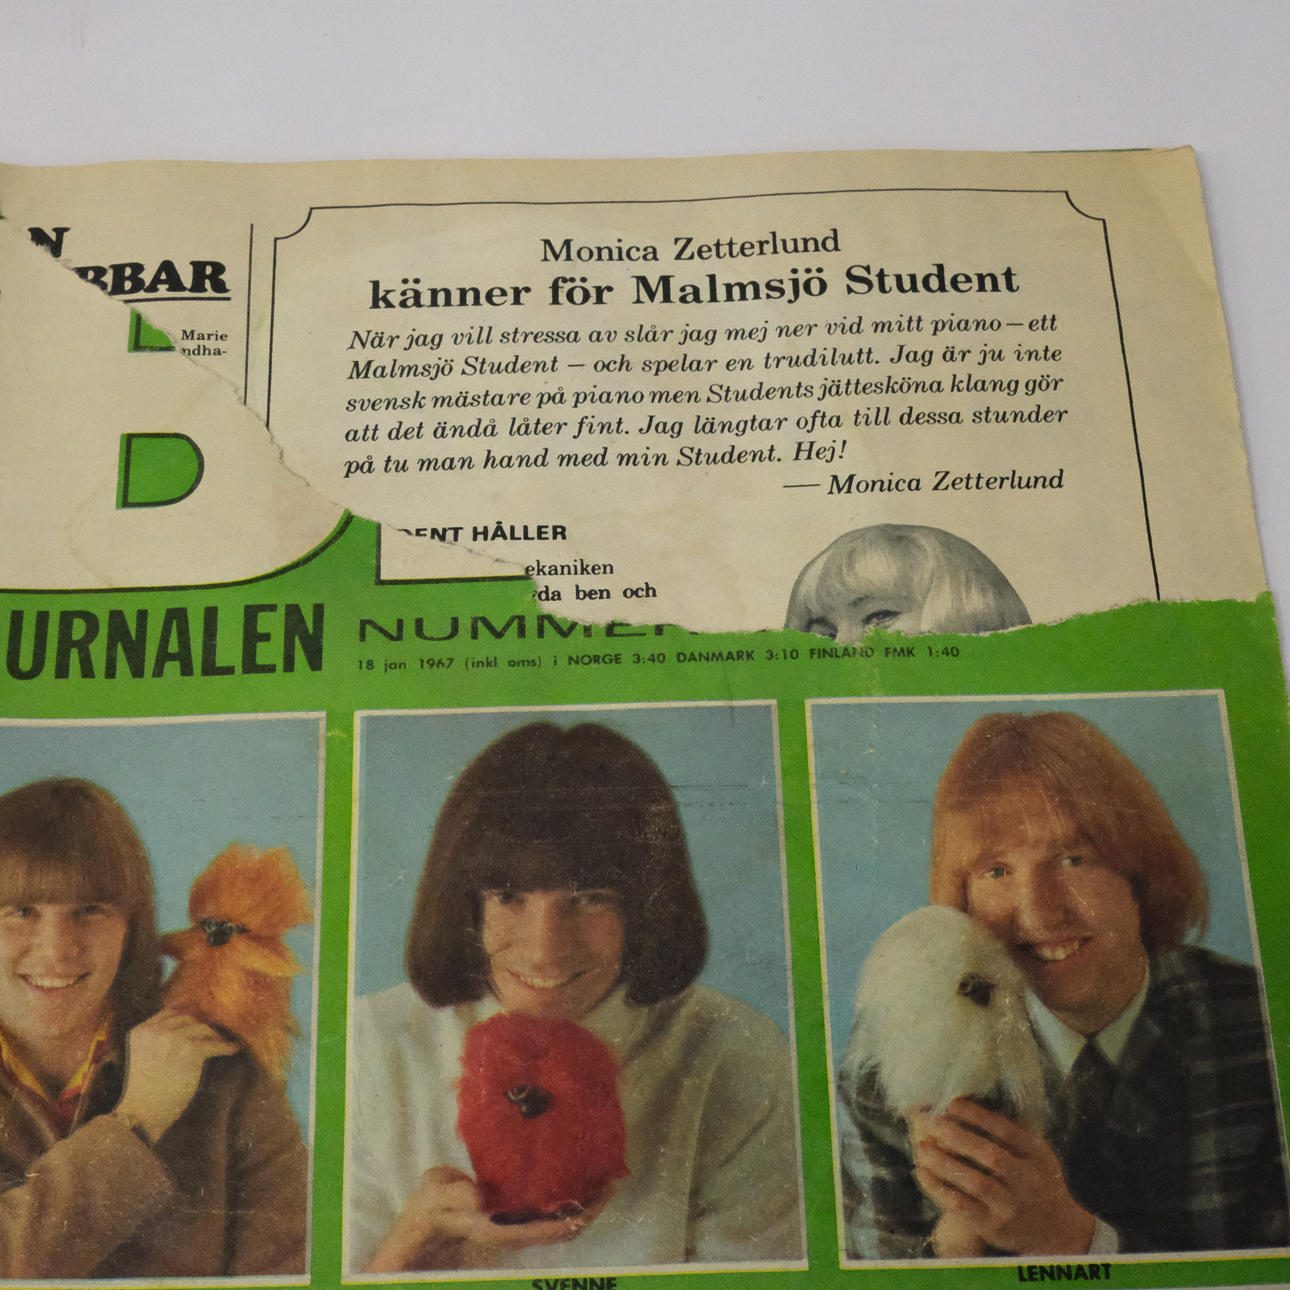 Marie
ndha-
Monica Zetterlund
känner för Malmsjö Student
När jag vill stressa av slår jag mej ner vid mitt piano — ett
Malmsjö Student — och spelar en trudilutt. Jag är ju inte
svensk mästare på piano men Students jättesköna klang gör
att det ändå låter fint. Jag längtar ofta till dessa stunder
på tu man hand med min Student. Hej!
— Monica Zetterlund
DENT HÅLLER
ekaniken
da ben och
URNALEN
NUMMER
18 jan 1967 (inkl oms) i NORGE 3:40 DANMARK 3:10 FINLAND FMK 1:40
SVENNE
LENNART